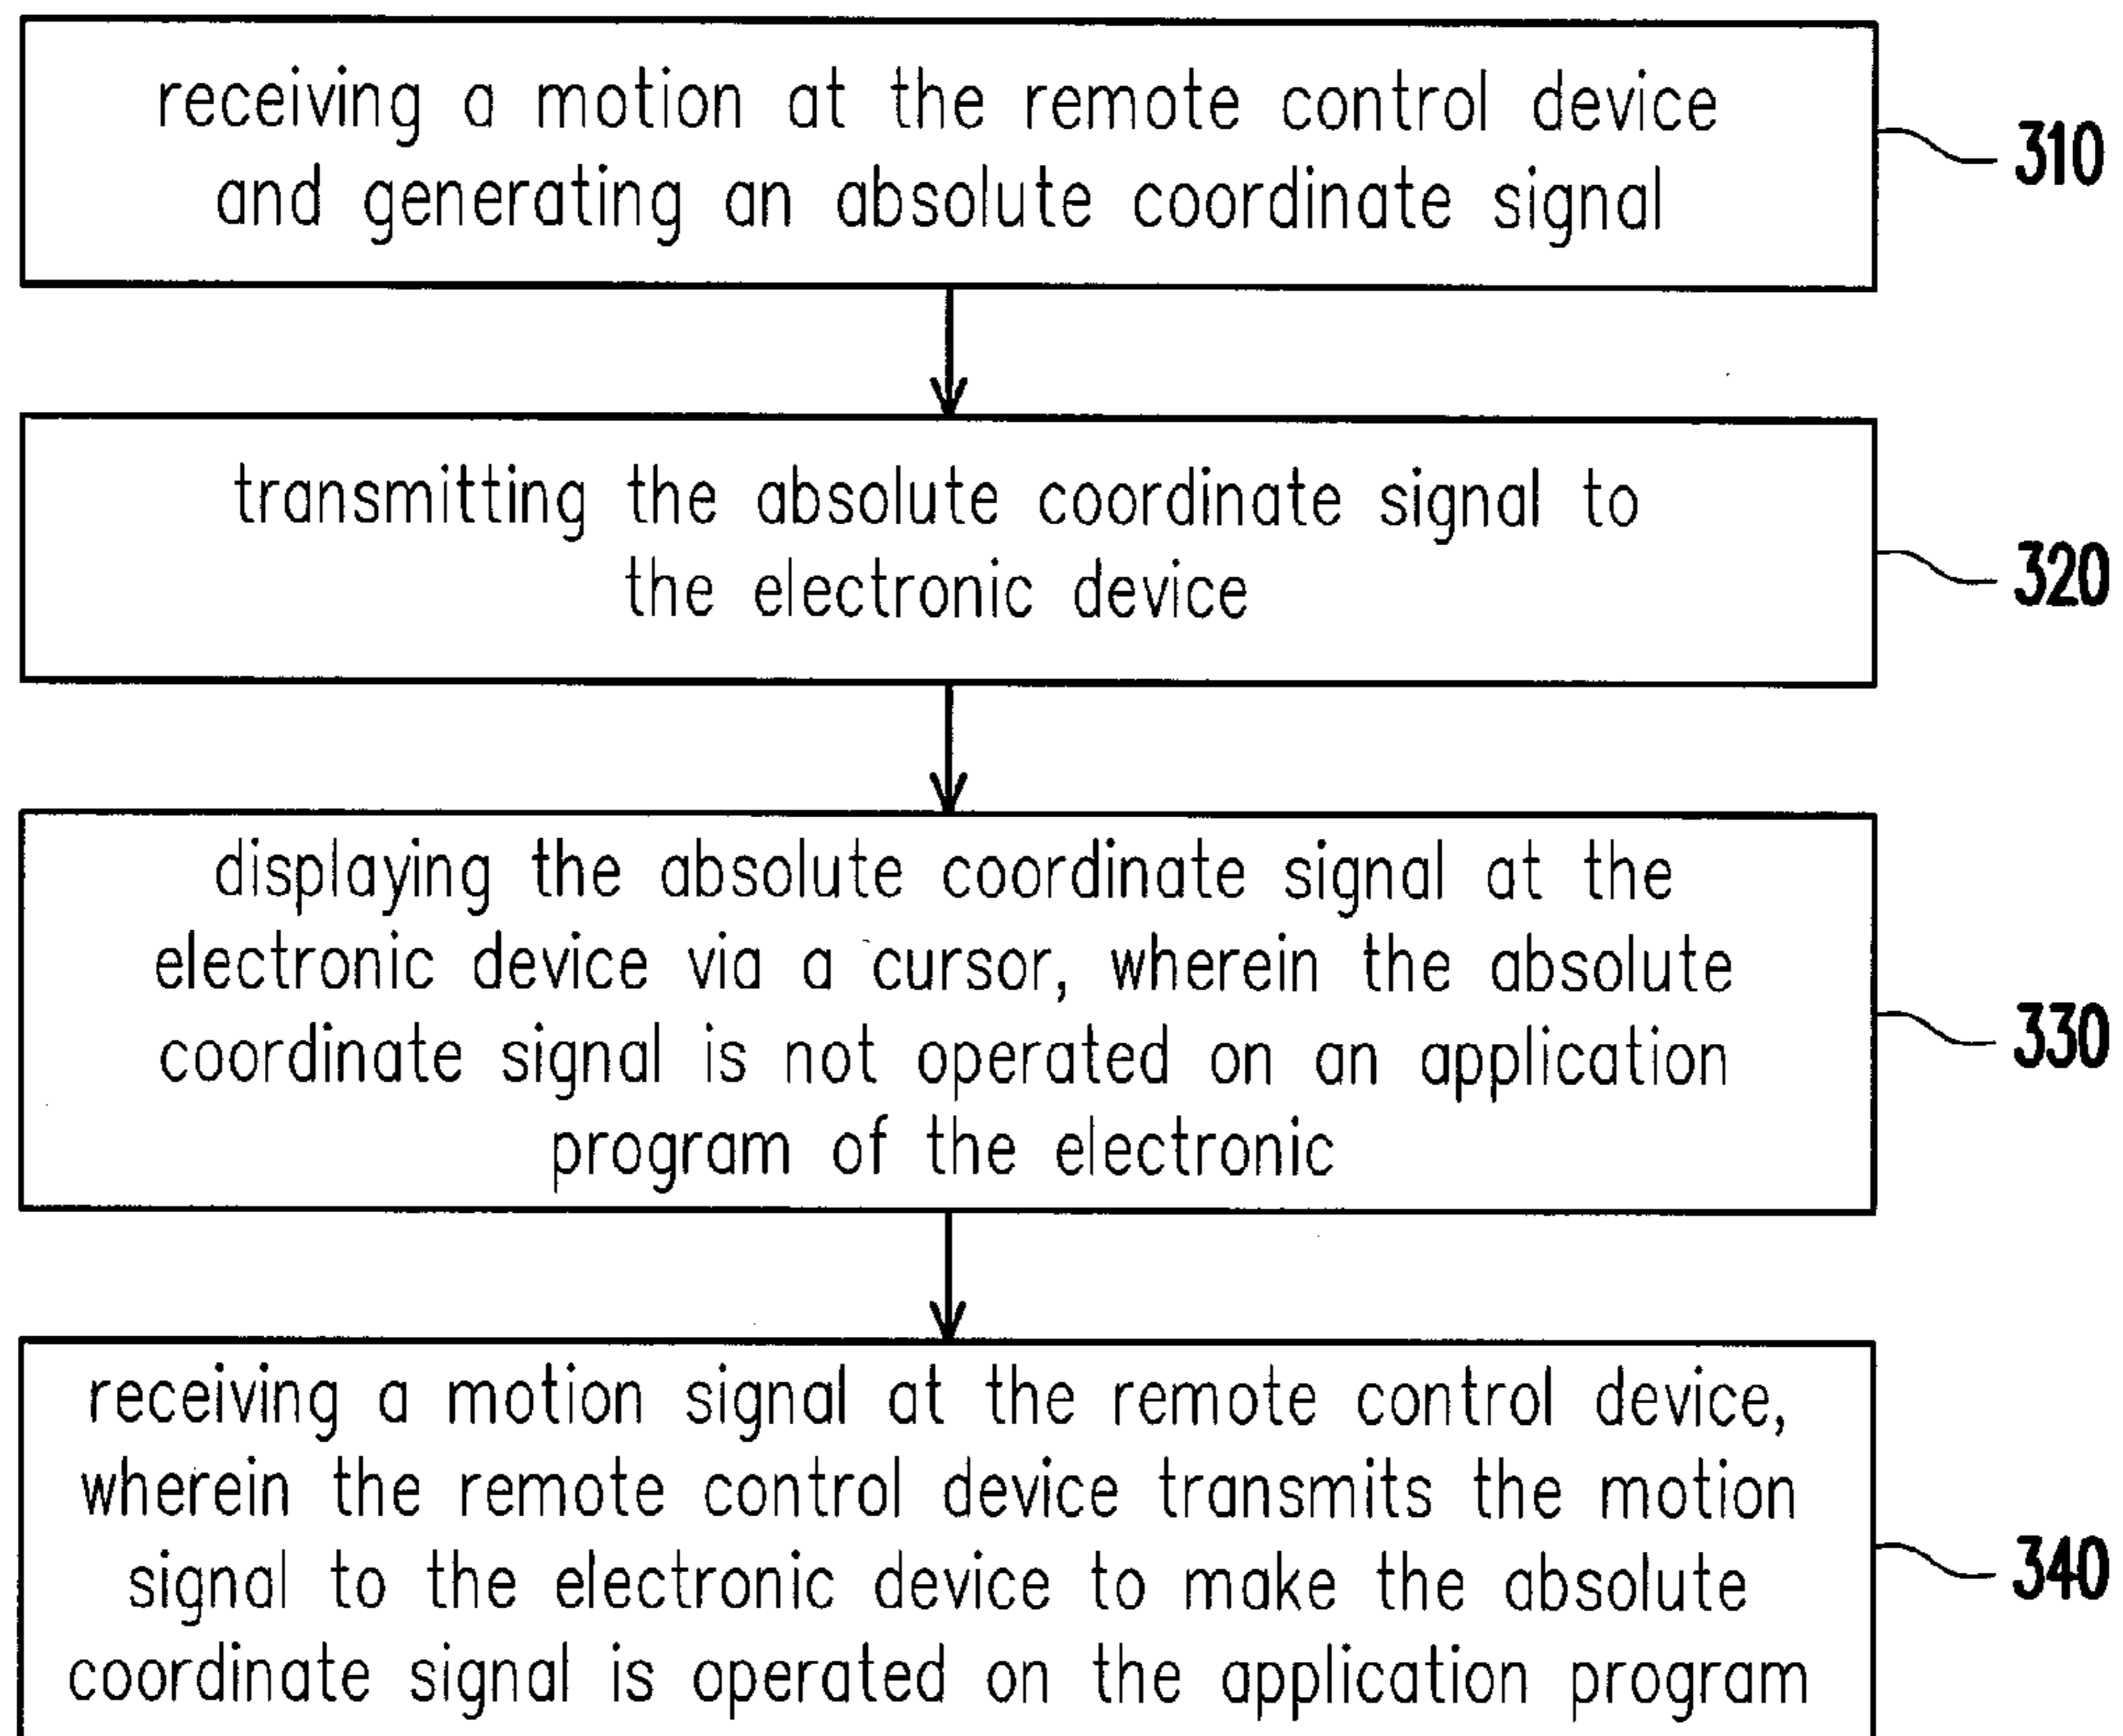 receiving a motion at the remote control device
and generating an absolute coordinate signal
310
transmitting the absolute coordinate signal to
the electronic device
320
displaying the absolute coordinate signal at the
electronic device via a cursor, wherein the absolute
coordinate signal is not operated on an application
program of the electronic
330
receiving a motion signal at the remote control device,
wherein the remote control device transmits the motion
signal to the electronic device to make the absolute
coordinate signal is operated on the application program
340